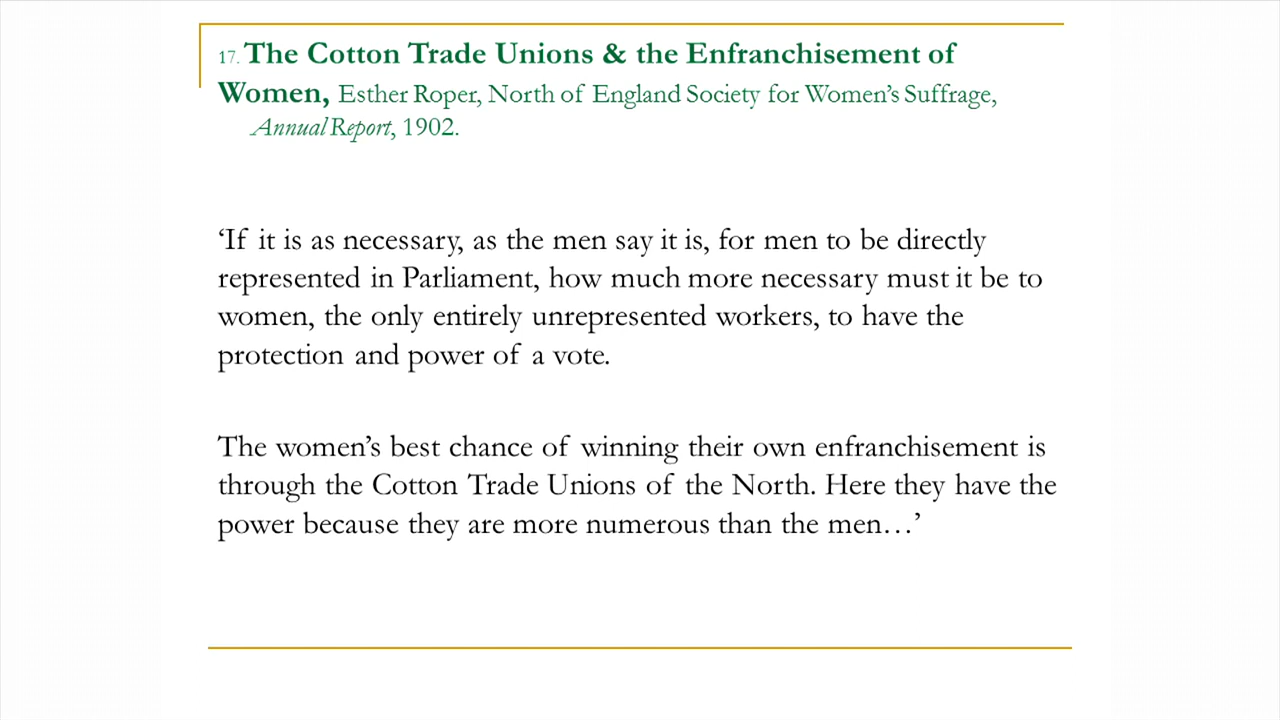 17. The Cotton Trade Unions & the Enfranchisement of
Women, Esther Roper, North of England Society for Women’s Suffrage,
Annual Report, 1902.
‘If it is as necessary, as the men say it is, for men to be directly
represented in Parliament, how much more necessary must it be to
women, the only entirely unrepresented workers, to have the
protection and power of a vote.
The women’s best chance of winning their own enfranchisement is
through the Cotton Trade Unions of the North. Here they have the
power because they are more numerous than the men…’